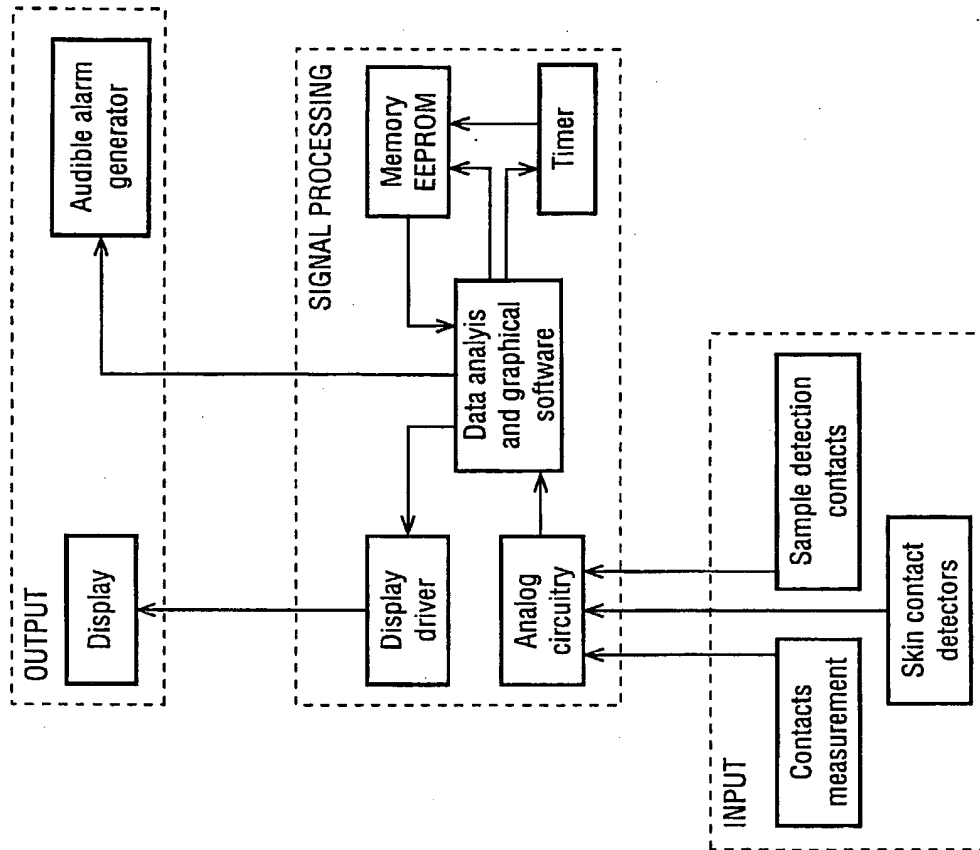 INPUT
Contacts
measurement
Skin contact
detectors
Sample detection
contacts
SIGNAL PROCESSING
Analog
circuitry
Display
driver
Data analyis
and graphical
software
Memory
EEPROM
Timer
OUTPUT
Display
Audible alarm
generator